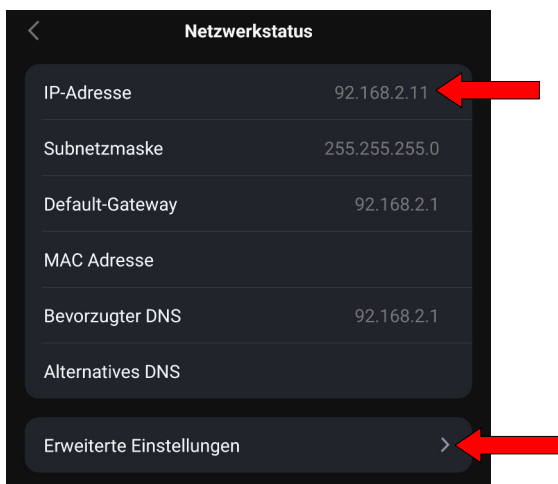 Netzwerkstatus
IP-Adresse 92.168.2.11
Subnetzmaske 255.255.255.0
Default-Gateway 92.168.2.1
MAC Adresse
Bevorzugter DNS 92.168.2.1
Alternatives DNS
Erweiterte Einstellungen